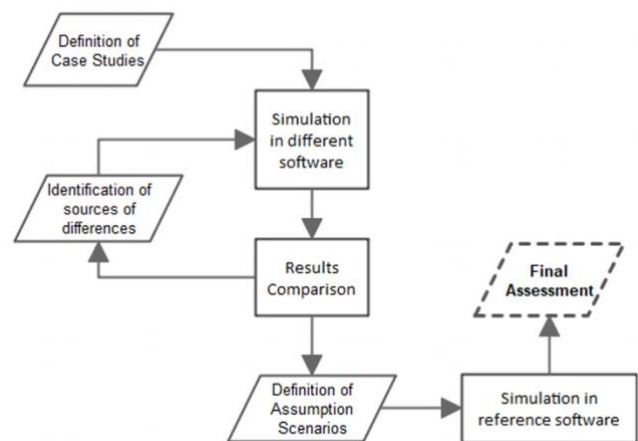 Definition of
Case Studies
Simulation
in different
software
Identification of
sources of
differences
Results
Comparison
Final
Assessment
Definition of
Assumption
Scenarios
Simulation in
reference software